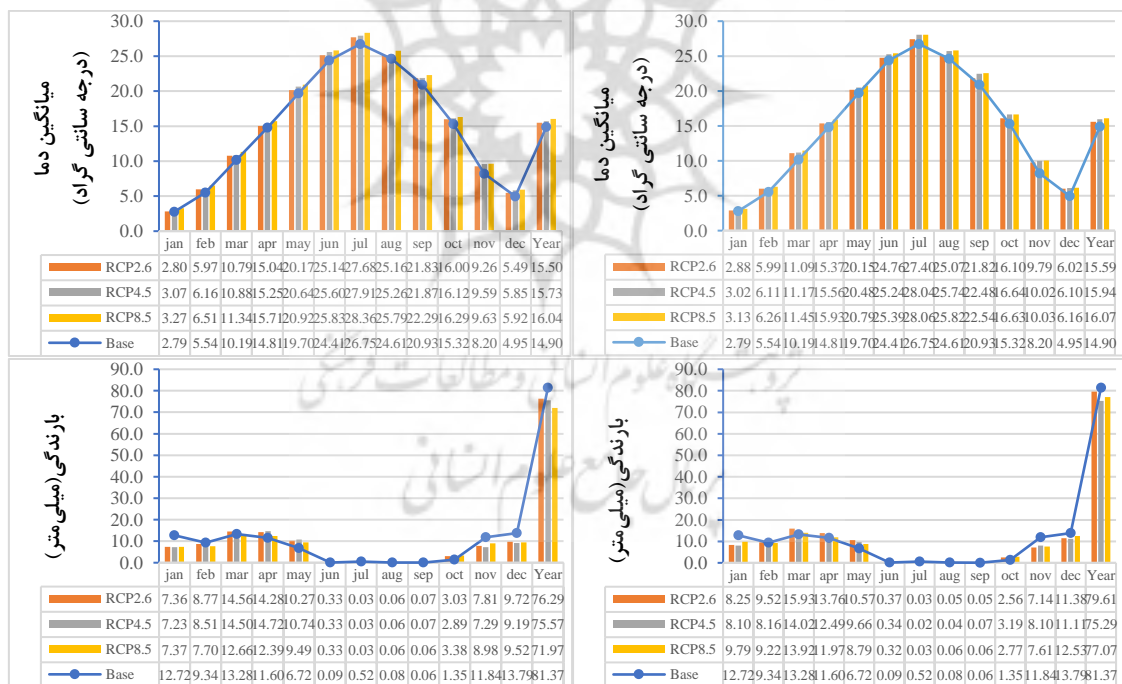 میانگین دما
(درجه سانتی گراد)
30.0
25.0
20.0
15.0
10.0
5.0
0.0
jan feb mar apr may jun jul aug sep oct nov dec Year
RCP2.6 2.80 5.97 10.79 15.04 20.17 25.14 27.68 25.16 21.83 16.00 9.26 5.49 15.50
RCP4.5 3.07 6.16 10.88 15.25 20.64 25.60 27.91 25.26 21.87 16.12 9.59 5.85 15.73
RCP8.5 3.27 6.51 11.34 15.71 20.92 25.83 28.36 25.79 22.29 16.29 9.63 5.92 16.04
Base 2.79 5.54 10.19 14.81 19.70 24.41 26.75 24.61 20.93 15.32 8.20 4.95 14.90
میانگین دما
(درجه سانتی گراد)
30.0
25.0
20.0
15.0
10.0
5.0
0.0
jan feb mar apr may jun jul aug sep oct nov dec Year
RCP2.6 2.88 5.99 11.09 15.37 20.15 24.76 27.40 25.07 21.82 16.10 9.79 6.02 15.59
RCP4.5 3.02 6.11 11.17 15.56 20.48 25.24 28.04 25.74 22.48 16.64 10.02 6.10 15.94
RCP8.5 3.13 6.26 11.45 15.93 20.79 25.39 28.06 25.82 22.54 16.63 10.03 6.16 16.07
Base 2.79 5.54 10.19 14.81 19.70 24.41 26.75 24.61 20.93 15.32 8.20 4.95 14.90
بارندگی(میلی‌متر)
90.0
80.0
70.0
60.0
50.0
40.0
30.0
20.0
10.0
0.0
jan feb mar apr may jun jul aug sep oct nov dec Year
RCP2.6 7.36 8.77 14.56 14.28 10.27 0.33 0.03 0.06 0.07 3.03 7.81 9.72 76.29
RCP4.5 7.23 8.51 14.50 14.72 10.74 0.33 0.03 0.06 0.07 2.89 7.29 9.19 75.57
RCP8.5 7.37 7.70 12.66 12.39 9.49 0.33 0.03 0.06 0.06 3.38 8.98 9.52 71.97
Base 12.72 9.34 13.28 11.60 6.72 0.09 0.52 0.08 0.06 1.35 11.84 13.79 81.37
بارندگی(میلی‌متر)
90.0
80.0
70.0
60.0
50.0
40.0
30.0
20.0
10.0
0.0
jan feb mar apr may jun jul aug sep oct nov dec Year
RCP2.6 8.25 9.52 15.93 13.76 10.57 0.37 0.03 0.05 0.05 2.56 7.14 11.38 79.61
RCP4.5 8.10 8.16 14.02 12.49 9.66 0.34 0.02 0.04 0.07 3.19 8.10 11.11 75.29
RCP8.5 9.79 9.22 13.92 11.97 8.79 0.32 0.03 0.06 0.06 2.77 7.61 12.53 77.07
Base 12.72 9.34 13.28 11.60 6.72 0.09 0.52 0.08 0.06 1.35 11.84 13.79 81.37
پژوهشگاه علوم انسانی و مطالعات فرهنگی
پرتال جامع علوم انسانی